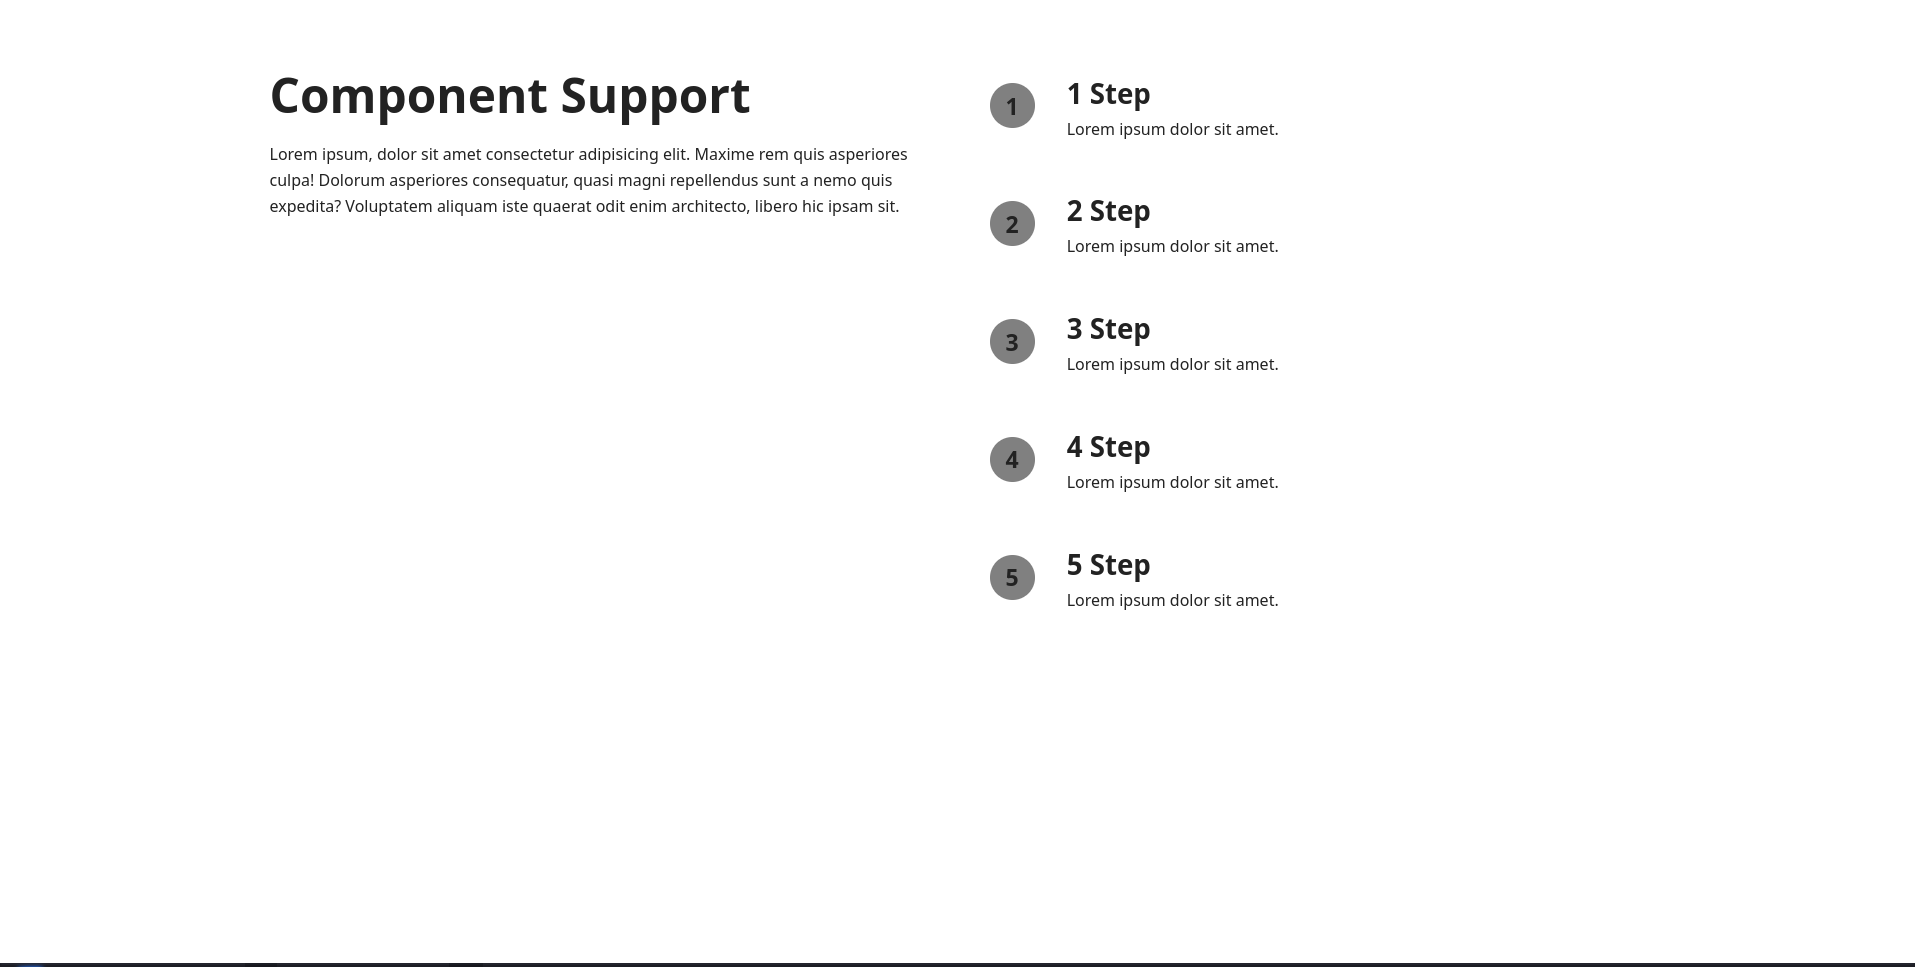 Component Support
Lorem ipsum, dolor sit amet consectetur adipisicing elit. Maxime rem quis asperiores
culpa! Dolorum asperiores consequatur, quasi magni repellendus sunt a nemo quis
expedita? Voluptatem aliquam iste quaerat odit enim architecto, libero hic ipsam sit.
1
1 Step
Lorem ipsum dolor sit amet.
2
2 Step
Lorem ipsum dolor sit amet.
3
3 Step
Lorem ipsum dolor sit amet.
4
4 Step
Lorem ipsum dolor sit amet.
5
5 Step
Lorem ipsum dolor sit amet.